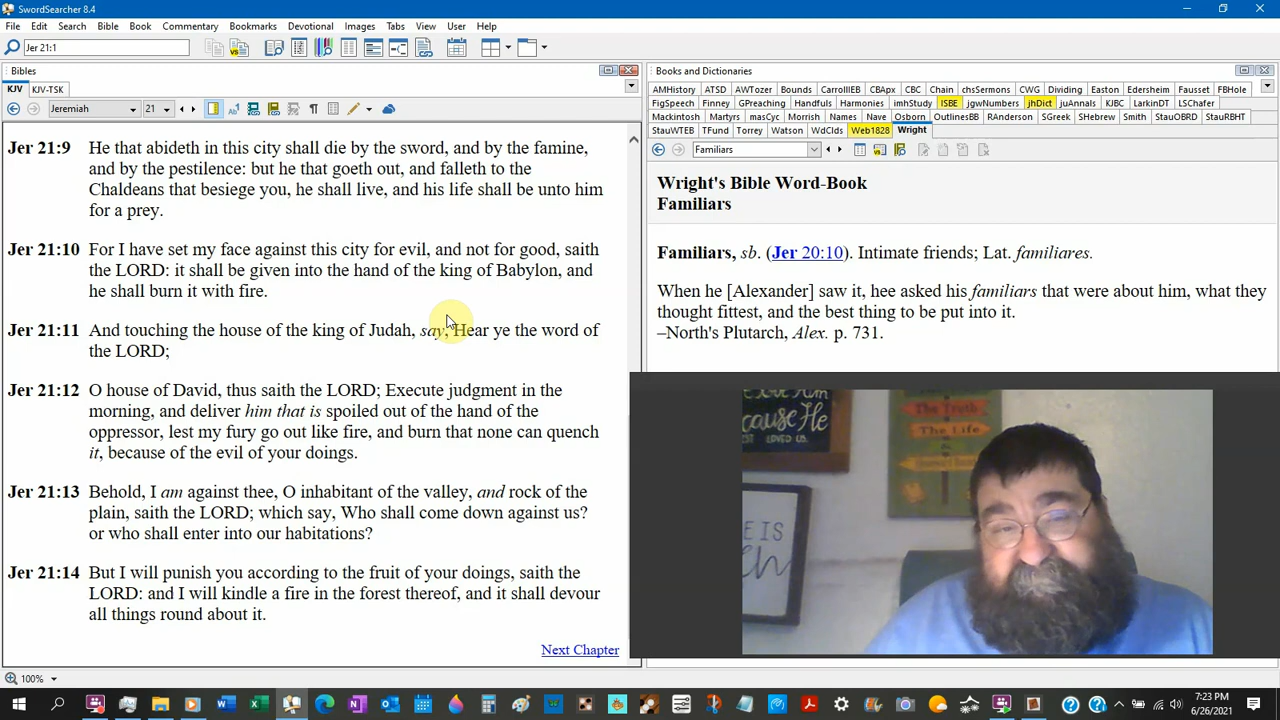 SwordSearcher 8.4
File Edit Search Bible Book Commentary Bookmarks Devotional Images Tabs View User Help
Jer 21:1
Bibles
KJV KJV-TSK
Jeremiah 21
Jer 21:9 He that abideth in this city shall die by the sword, and by the famine,
and by the pestilence: but he that goeth out, and falleth to the
Chaldeans that besiege you, he shall live, and his life shall be unto him
for a prey.
Jer 21:10 For I have set my face against this city for evil, and not for good, saith
the LORD: it shall be given into the hand of the king of Babylon, and
he shall burn it with fire.
Jer 21:11 And touching the house of the king of Judah, say, Hear ye the word of
the LORD;
Jer 21:12 O house of David, thus saith the LORD; Execute judgment in the
morning, and deliver him that is spoiled out of the hand of the
oppressor, lest my fury go out like fire, and burn that none can quench
it, because of the evil of your doings.
Jer 21:13 Behold, I am against thee, O inhabitant of the valley, and rock of the
plain, saith the LORD; which say, Who shall come down against us?
or who shall enter into our habitations?
Jer 21:14 But I will punish you according to the fruit of your doings, saith the
LORD: and I will kindle a fire in the forest thereof, and it shall devour
all things round about it.
Next Chapter
100%
Books and Dictionaries
AMHistory ATSD AWTozer Bounds CarrollIEB CBApx CBC Chain chsSermons CWG Dividing Easton Edersheim Fausset FBHole
FigSpeech Finney GPreaching Handfuls Harmonies imhStudy ISBE jgwNumbers jhDict juAnnals KJBC LarkinDT LSChafer
Mackintosh Martyrs masCyc Morrish Names Nave Osborn OutlinesBB RAnderson SGreek SHebrew Smith StauOBRD StauRBHT
StauWTEB TFund Torrey Watson WdClds Web1828 Wright
Familiars
Wright's Bible Word-Book
Familiars
Familiars, sb. (Jer 20:10). Intimate friends; Lat. familiares.
When he [Alexander] saw it, hee asked his familiars that were about him, what they
thought fittest, and the best thing to be put into it.
–North's Plutarch, Alex. p. 731.
cause He
LOVED US.
The Truth
The Life
E IS
7:23 PM
6/26/2021